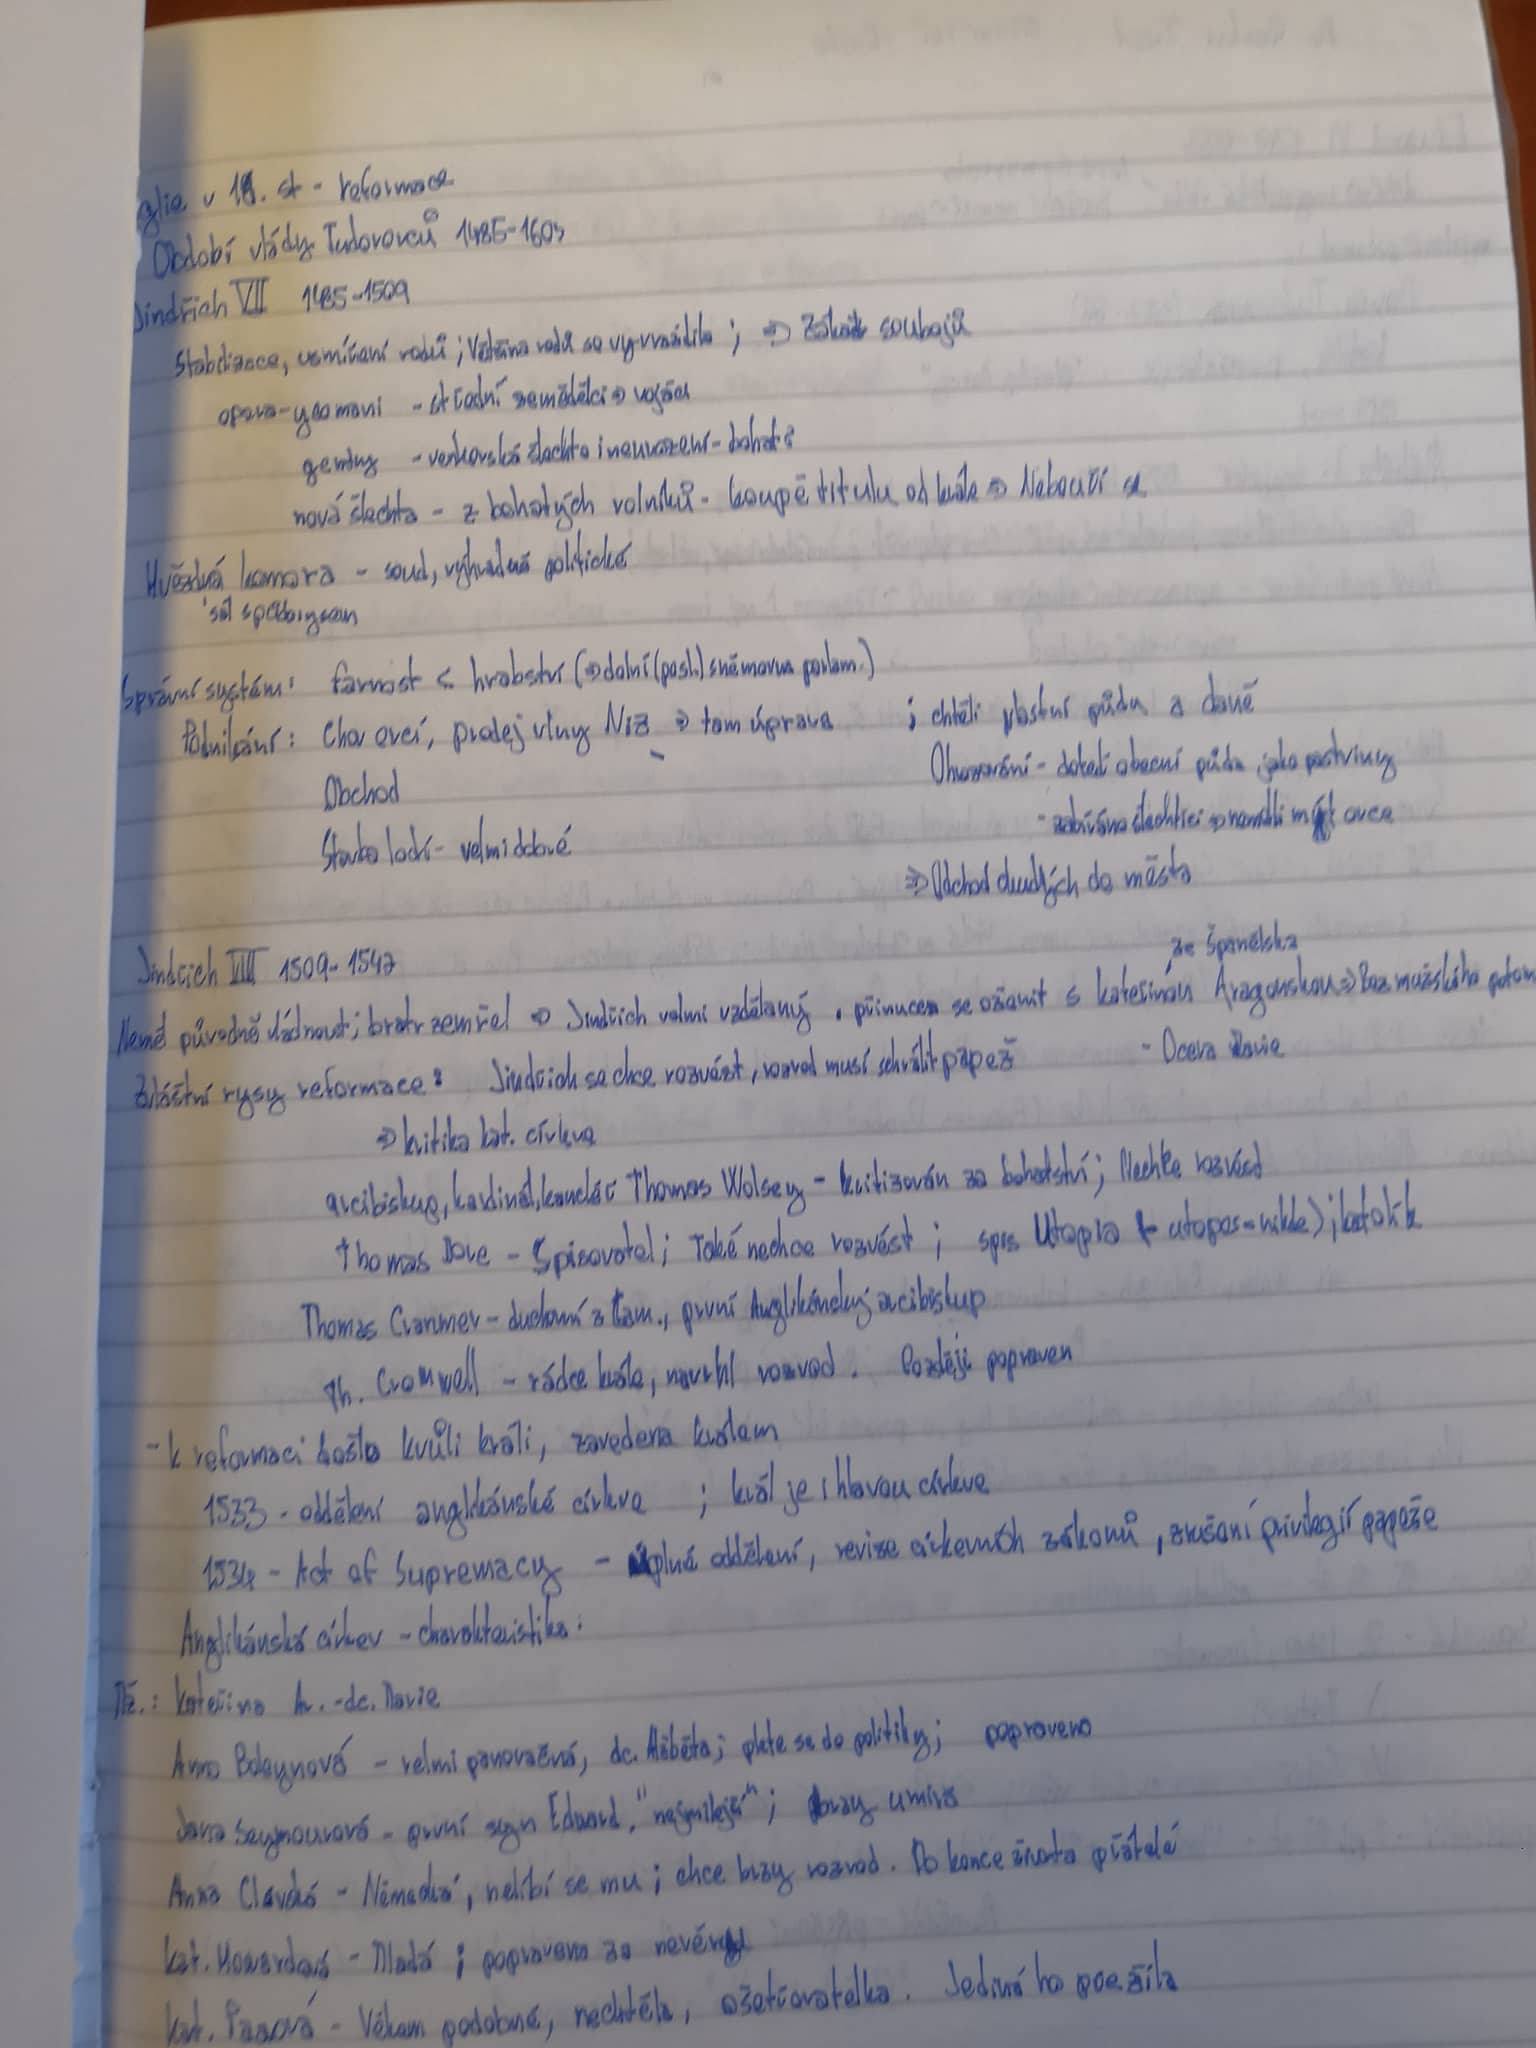 glie v 16. st - reformace
Období vlády Tudorovců 1485-1603
Jindřich VII 1485-1509
Stabilizace, usmíření rodů; Většina rodů se vyvraždila; => Zákaz soubojů
opora - yeomani - střední zemědělci => vojáci
gentry - venkovská šlechta i neurození - bohatí
nová šlechta - z bohatých rolníků - koupě titulu od krále => Nebouří se
Hvězdná komora - soud, výhradně politické
sál s
Správní systém: farnost < hrabství (=> dolní (posl.) sněmovna parlam.)
Podnikání: Chov ovcí, prodej vlny Niz => tam úprava ; chtěli vlastní půdu a daně
Ohrazování - doteď obecní půda, jako pastviny
Obchod
- zabírána šlechtici => nemohli mít ovce
Stavba lodí - velmi dobré
=> Odchod chudých do města
ze Španělska
Jindřich VIII 1509-1547
Neměl původně vládnout; bratr zemřel => Jindřich velmi vzdělaný, přinucen se oženit s Kateřinou Aragonskou => Bez mužského potom
- Dcera Marie
Zvláštní rysy reformace: Jindřich se chce rozvést, rozvod musí schválit papež
=> kritika kat. církve
arcibiskup, kardinál, kancléř Thomas Wolsey - kritizován za bohatství; Nechce rozvod
Thomas More - Spisovatel; Také nechce rozvést; spis Utopia (- utopos = nikde); katolík
Thomas Cranmer - duchovní z Cam., první Anglikánský arcibiskup
Th. Cromwell - rádce krále, navrhl rozvod. Později popraven
- k reformaci došlo kvůli králi, zavedena králem
1533 - oddělení anglikánské církve ; král je i hlavou církve
1534 - Act of Supremacy - úplné oddělení, revize církevních zákonů, zrušení privilegií papeže
Anglikánská církev - charakteristika:
Mž.: Kateřina Ar. - dc. Marie
Anna Boleynová - velmi panovačná, dc. Alžběta; plete se do politiky; popravena
Jana Seymourová - první syn Eduard, "nejmilejší"; brzy umírá
Anna Clevská - Německá, nelíbí se mu; chce brzy rozvod. Do konce života přátelé
Kat. Howardová - Mladá; popravena za nevěru
Kat. Parrová - Věkem podobné, nechtěla, ošetřovatelka. Jediná ho přežila